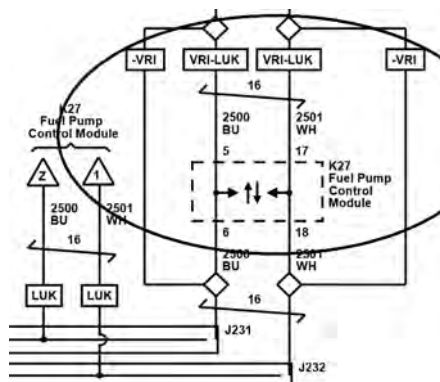 -VRI
VRI-LUK
VRI-LUK
-VRI
16
K27
Fuel Pump
Control Module
2500
BU
2501
WH
5
17
K27
Fuel Pump
Control
Module
2
1
2500
BU
2501
WH
16
6
18
2500
BU
2501
WH
16
LUK
LUK
J231
J232